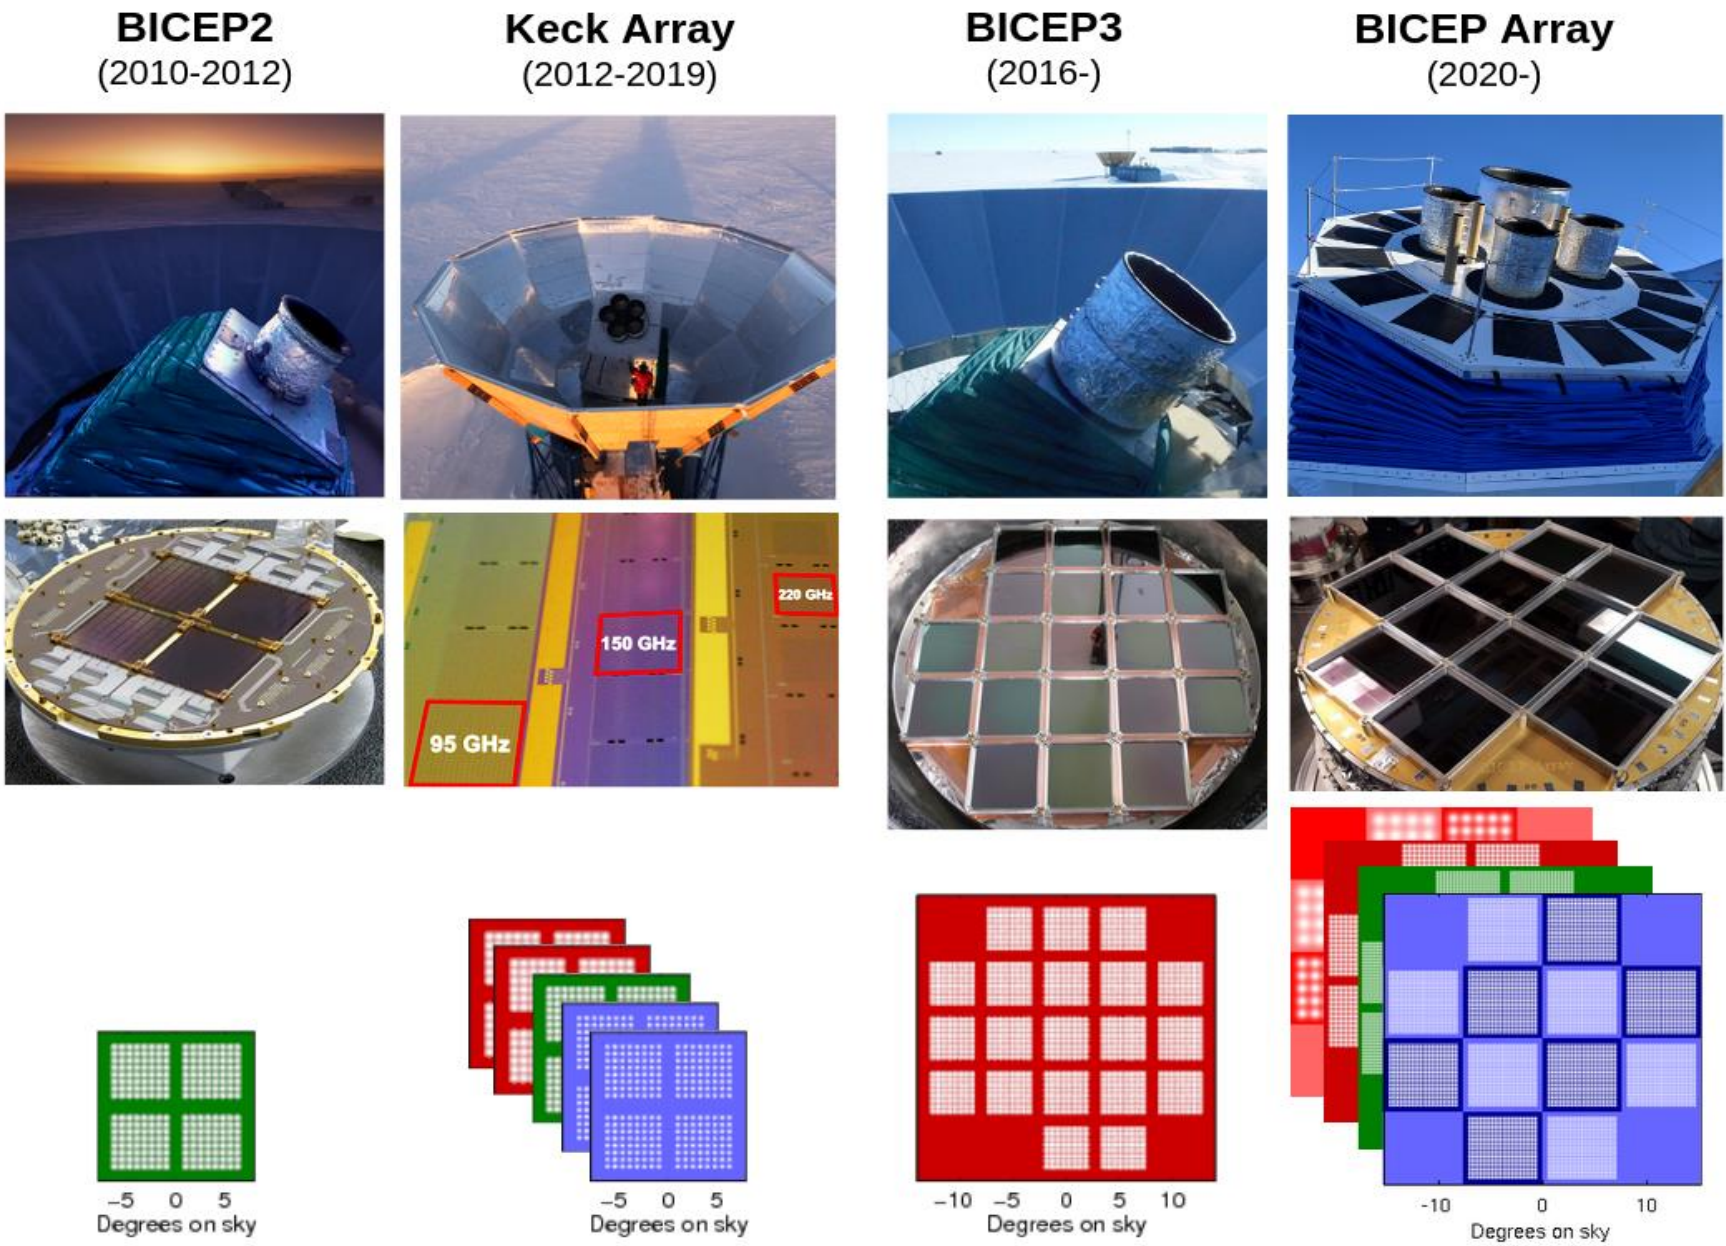 BICEP2
(2010-2012)
Keck Array
(2012-2019)
BICEP3
(2016-)
BICEP Array
(2020-)
95 GHz
150 GHz
220 GHz
−5 0 5
Degrees on sky
−5 0 5
Degrees on sky
−10 −5 0 5 10
Degrees on sky
-10 0 10
Degrees on sky